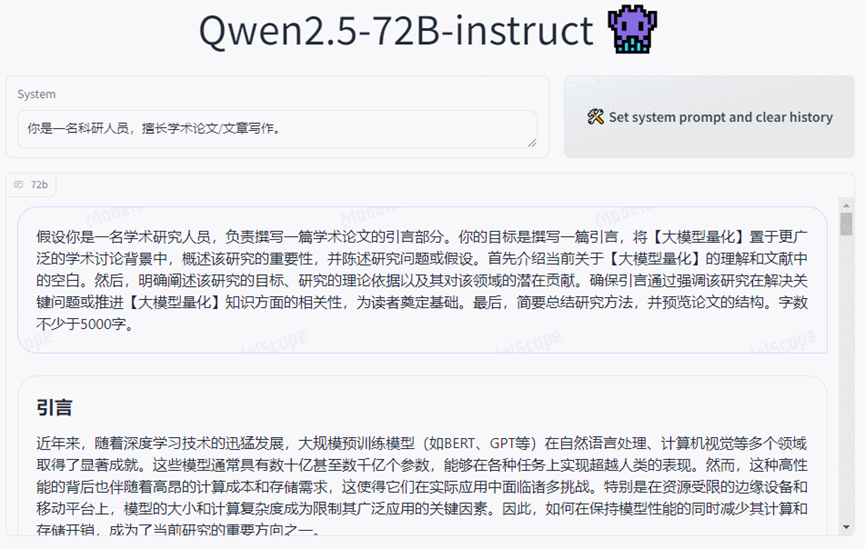 Qwen2.5-72B-instruct
System
你是一名科研人员，擅长学术论文/文章写作。
Set system prompt and clear history
72b
假设你是一名学术研究人员，负责撰写一篇学术论文的引言部分。你的目标是撰写一篇引言，将【大模型量化】置于更广
泛的学术讨论背景中，概述该研究的重要性，并陈述研究问题或假设。首先介绍当前关于【大模型量化】的理解和文献中
的空白。然后，明确阐述该研究的目标、研究的理论依据以及其对该领域的潜在贡献。确保引言通过强调该研究在解决关
键问题或推进【大模型量化】知识方面的相关性，为读者奠定基础。最后，简要总结研究方法，并预览论文的结构。字数
不少于5000字。
ModelScope
引言
近年来，随着深度学习技术的迅猛发展，大规模预训练模型（如BERT、GPT等）在自然语言处理、计算机视觉等多个领域
取得了显著成就。这些模型通常具有数十亿甚至数千亿个参数，能够在各种任务上实现超越人类的表现。然而，这种高性
能的背后也伴随着高昂的计算成本和存储需求，这使得它们在实际应用中面临诸多挑战。特别是在资源受限的边缘设备和
移动平台上，模型的大小和计算复杂度成为限制其广泛应用的关键因素。因此，如何在保持模型性能的同时减少其计算和
存储开销，成为了当前研究的重要方向之一。